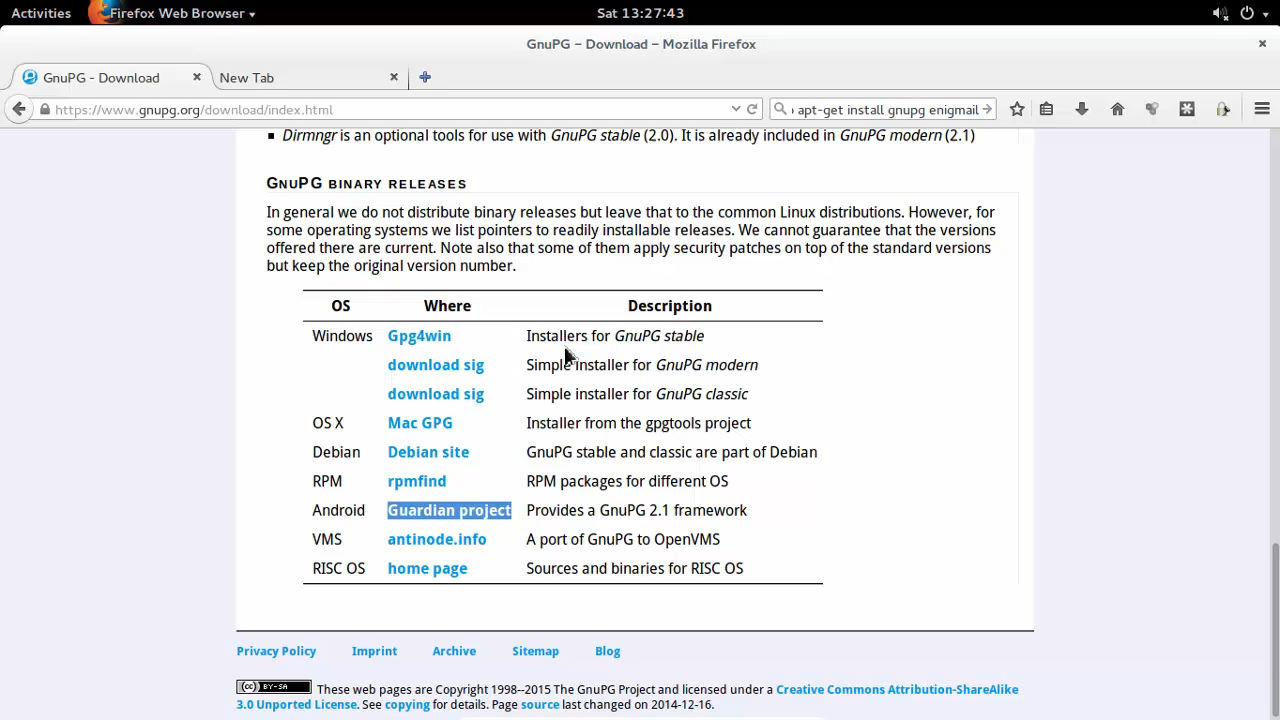 Activities Firefox Web Browser Sat 13:27:43
GnuPG – Download – Mozilla Firefox
GnuPG - Download New Tab
https://www.gnupg.org/download/index.html apt-get install gnupg enigmail
Dirmngr is an optional tools for use with GnuPG stable (2.0). It is already included in GnuPG modern (2.1)
GNUPG BINARY RELEASES
In general we do not distribute binary releases but leave that to the common Linux distributions. However, for
some operating systems we list pointers to readily installable releases. We cannot guarantee that the versions
offered there are current. Note also that some of them apply security patches on top of the standard versions
but keep the original version number.
OS Where Description
Windows Gpg4win Installers for GnuPG stable
download sig Simple installer for GnuPG modern
download sig Simple installer for GnuPG classic
OS X Mac GPG Installer from the gpgtools project
Debian Debian site GnuPG stable and classic are part of Debian
RPM rpmfind RPM packages for different OS
Android Guardian project Provides a GnuPG 2.1 framework
VMS antinode.info A port of GnuPG to OpenVMS
RISC OS home page Sources and binaries for RISC OS
Privacy Policy Imprint Archive Sitemap Blog
(cc) BY-SA These web pages are Copyright 1998--2015 The GnuPG Project and licensed under a Creative Commons Attribution-ShareAlike
3.0 Unported License. See copying for details. Page source last changed on 2014-12-16.